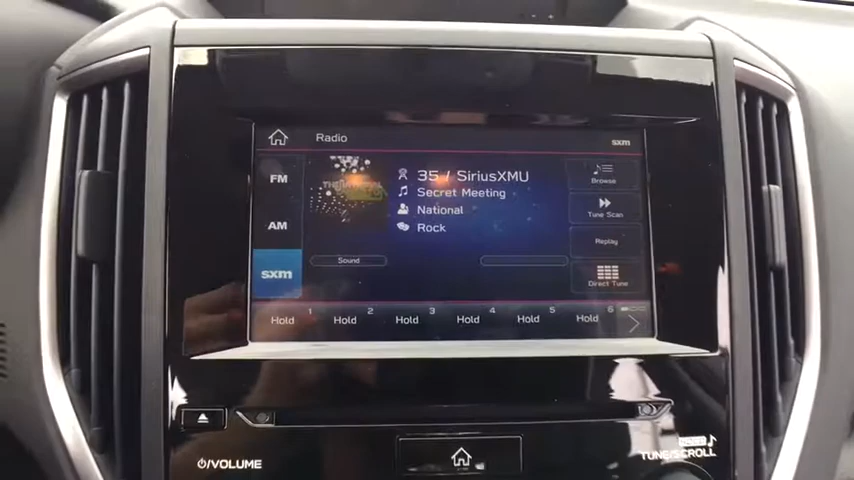 Radio
sxm
FM
AM
sxm
35 / SiriusXMU
Secret Meeting
National
Rock
Sound
Browse
Tune Scan
Replay
Direct Tune
Hold 1
Hold 2
Hold 3
Hold 4
Hold 5
Hold 6
/VOLUME
TUNE/SCROLL